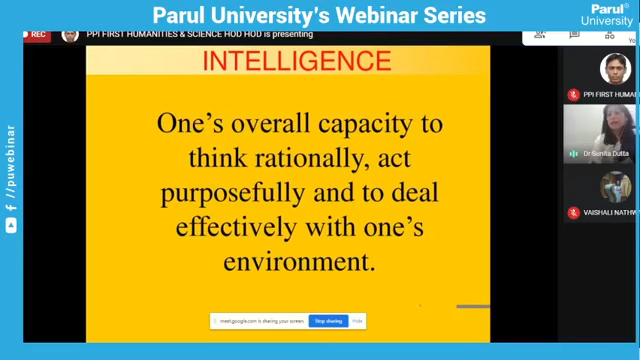 Parul University's Webinar Series
Parul®
University
REC
PPI FIRST HUMANITIES & SCIENCE HOD HOD is presenting
INTELLIGENCE
One's overall capacity to
think rationally, act
purposefully and to deal
effectively with one's
environment.
meet.google.com is sharing your screen.
Stop sharing
Hide
PPI FIRST HUMA
Dr Sunita Dutta
VAISHALI NATHW
/puwebinar